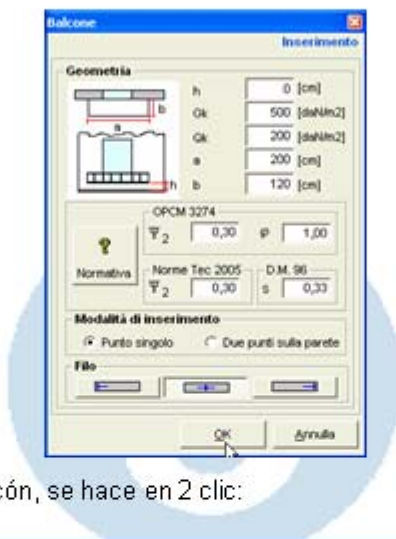 Balcone
Inserimento
Geometria
b
a
h
h 0 [cm]
Gk 500 [daN/m2]
Qk 200 [daN/m2]
a 200 [cm]
b 120 [cm]
OPCM 3274
Ψ2 0,30 φ 1,00
Normativa
Norme Tec 2005 D.M. 96
Ψ2 0,30 s 0,33
Modalità di inserimento
Punto singolo Due punti sulla parete
Filo
OK Annulla
cón, se hace en 2 clic: